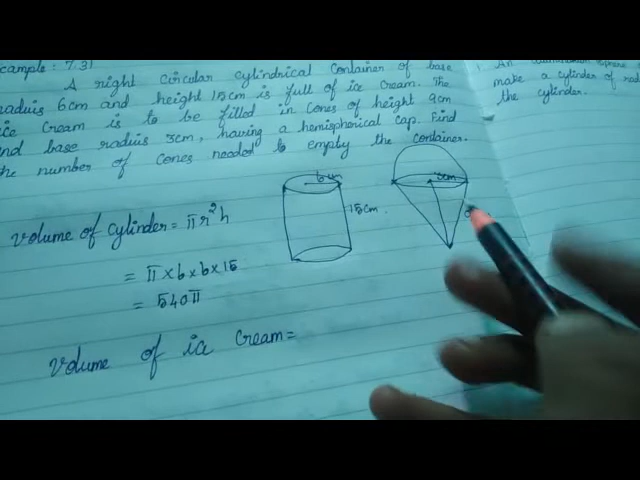 Example : 7.31
A right circular cylindrical container of base
radius 6cm and height 15cm is full of ice cream. The
ice cream is to be filled in cones of height 9cm
and base radius 3cm, having a hemispherical cap. Find
the number of cones needed to empty the container.
1. An sphere
make a cylinder of
the cylinder.
6cm
15cm.
3cm
Volume of cylinder = πr²h
= π × 6 × 6 × 15
= 540π
Volume of ice cream =